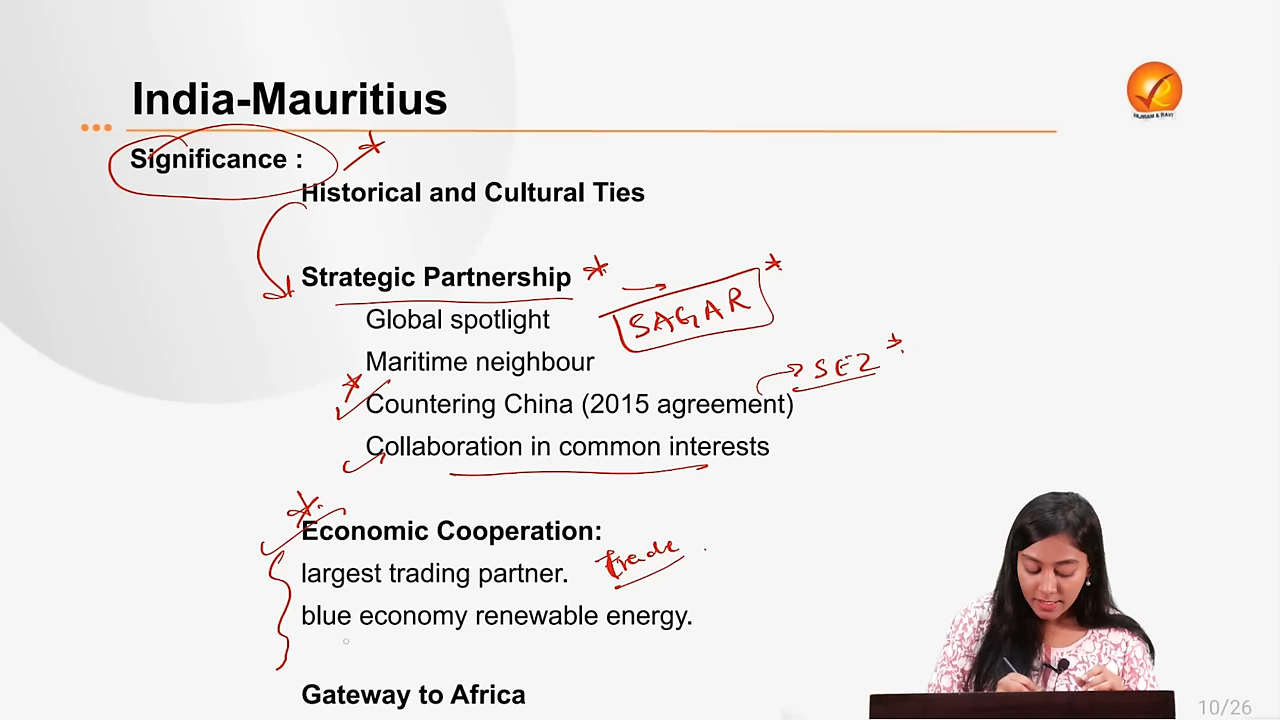 India-Mauritius
VAJIRAM & RAVI
Significance :
Historical and Cultural Ties
Strategic Partnership
Global spotlight
SAGAR
Maritime neighbour
SEZ
Countering China (2015 agreement)
Collaboration in common interests
Economic Cooperation:
largest trading partner.
trade
blue economy renewable energy.
Gateway to Africa
10/26